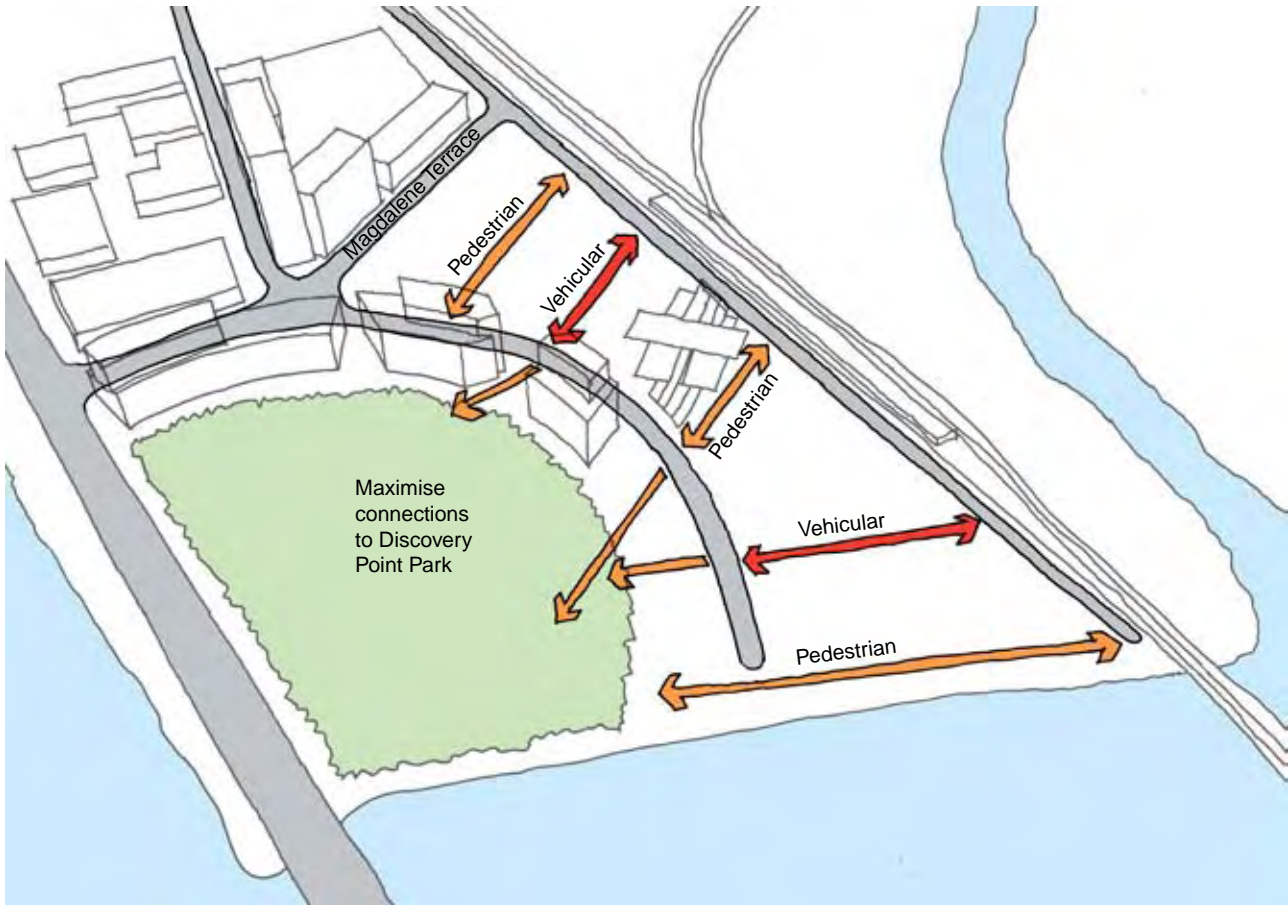 Magdalene Terrace
Pedestrian
Vehicular
Pedestrian
Maximise
connections
to Discovery
Point Park
Vehicular
Pedestrian